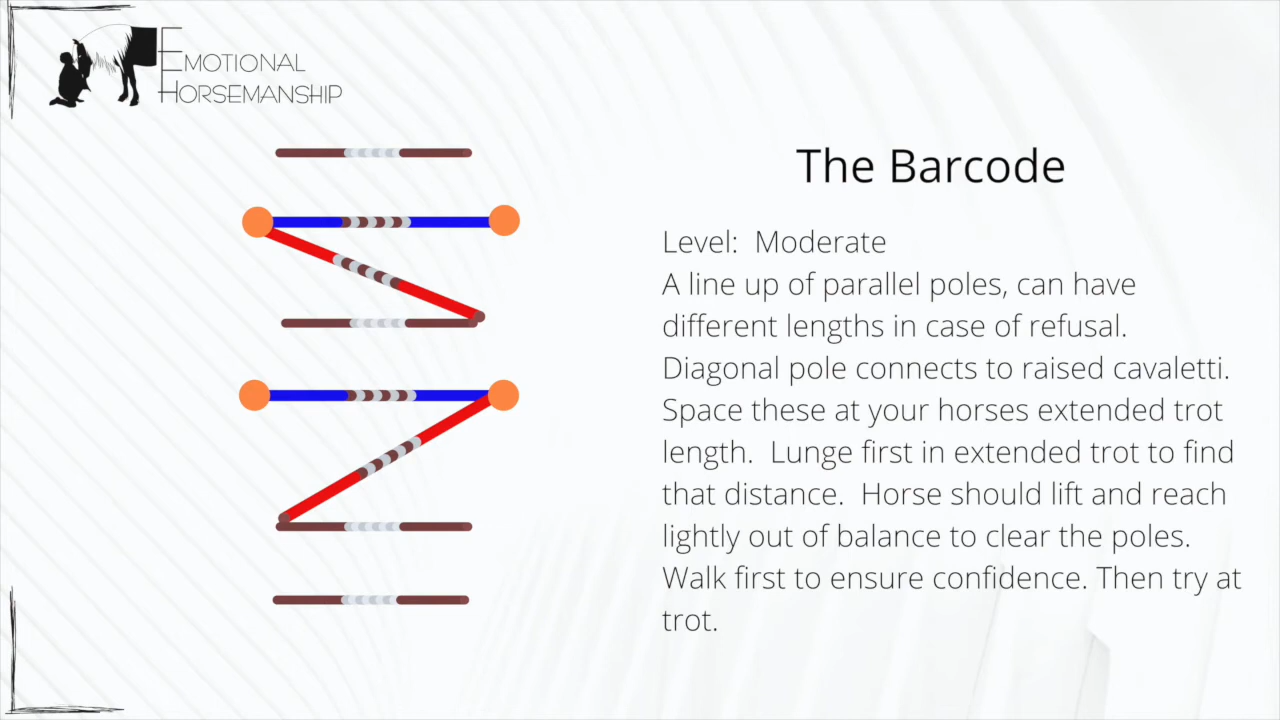 EMOTIONAL
HORSEMANSHIP
The Barcode
Level:  Moderate
A line up of parallel poles, can have
different lengths in case of refusal.
Diagonal pole connects to raised cavaletti.
Space these at your horses extended trot
length.  Lunge first in extended trot to find
that distance.  Horse should lift and reach
lightly out of balance to clear the poles.
Walk first to ensure confidence. Then try at
trot.